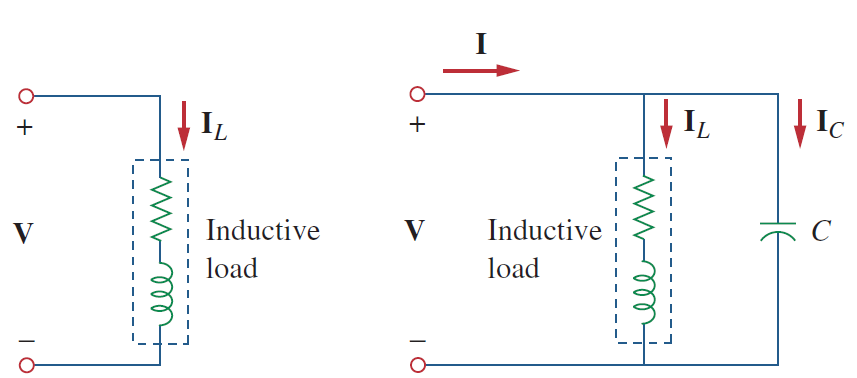 +
V
−
I_L
Inductive
load
I
+
V
−
I_L
Inductive
load
I_C
C